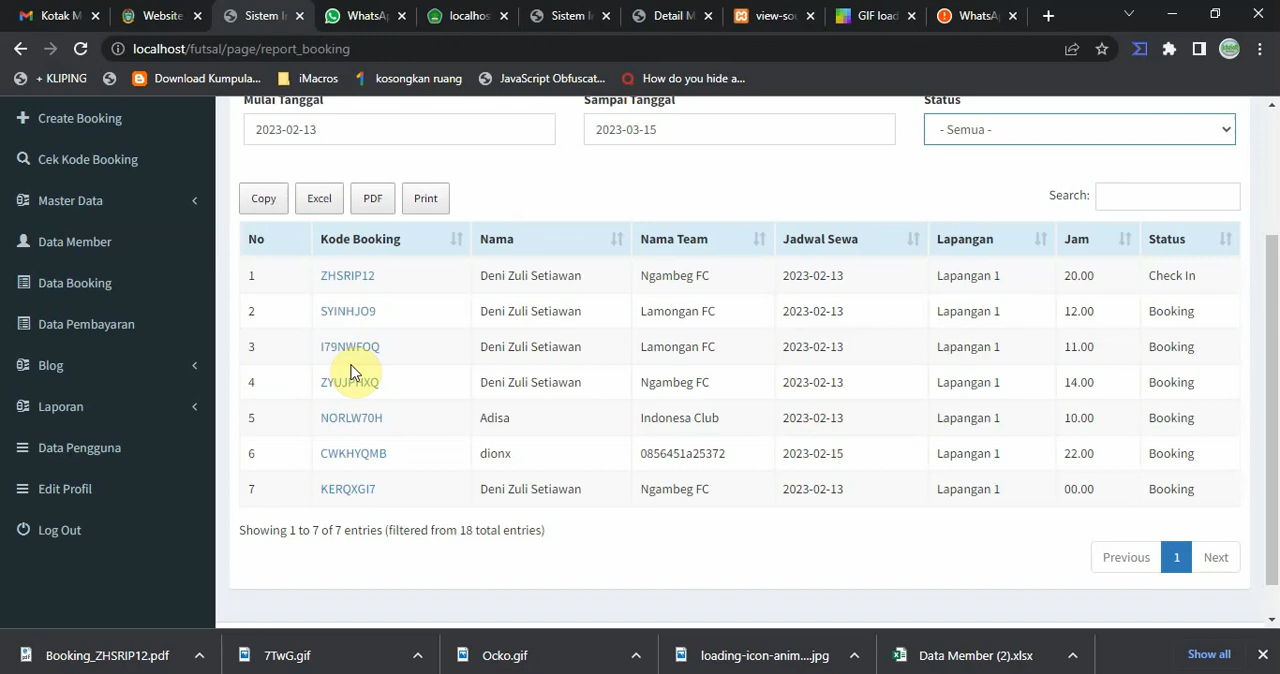 Kotak M
Website
Sistem I
WhatsA
localhos
Sistem In
Detail M
view-sou
GIF load
WhatsA
localhost/futsal/page/report_booking
+ KLIPING
Download Kumpula...
iMacros
kosongkan ruang
JavaScript Obfuscat...
How do you hide a...
Create Booking
Cek Kode Booking
Master Data
Data Member
Data Booking
Data Pembayaran
Blog
Laporan
Data Pengguna
Edit Profil
Log Out
Mulai Tanggal Sampai Tanggal Status
2023-02-13 2023-03-15 - Semua -
Copy Excel PDF Print Search:
No Kode Booking Nama Nama Team Jadwal Sewa Lapangan Jam Status
1 ZHSRIP12 Deni Zuli Setiawan Ngambeg FC 2023-02-13 Lapangan 1 20.00 Check In
2 SYINHJO9 Deni Zuli Setiawan Lamongan FC 2023-02-13 Lapangan 1 12.00 Booking
3 I79NWFOQ Deni Zuli Setiawan Lamongan FC 2023-02-13 Lapangan 1 11.00 Booking
4 Deni Zuli Setiawan Ngambeg FC 2023-02-13 Lapangan 1 14.00 Booking
5 NORLW70H Adisa Indonesa Club 2023-02-13 Lapangan 1 10.00 Booking
6 CWKHYQMB dionx 0856451a25372 2023-02-15 Lapangan 1 22.00 Booking
7 KERQXGI7 Deni Zuli Setiawan Ngambeg FC 2023-02-13 Lapangan 1 00.00 Booking
Showing 1 to 7 of 7 entries (filtered from 18 total entries)
Previous 1 Next
Booking_ZHSRIP12.pdf
7TwG.gif
Ocko.gif
loading-icon-anim....jpg
Data Member (2).xlsx
Show all